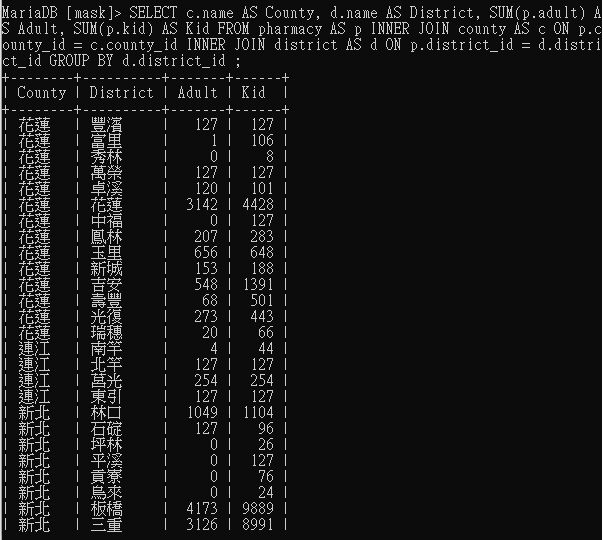 MariaDB [mask]> SELECT c.name AS County, d.name AS District, SUM(p.adult) A
S Adult, SUM(p.kid) AS Kid FROM pharmacy AS p INNER JOIN county AS c ON p.c
ounty_id = c.county_id INNER JOIN district AS d ON p.district_id = d.distri
ct_id GROUP BY d.district_id ;
+--------+----------+-------+------+
| County | District | Adult | Kid  |
+--------+----------+-------+------+
| 花蓮 | 豐濱 | 127 | 127 |
| 花蓮 | 富里 | 1 | 106 |
| 花蓮 | 秀林 | 0 | 8 |
| 花蓮 | 萬榮 | 127 | 127 |
| 花蓮 | 卓溪 | 120 | 101 |
| 花蓮 | 花蓮 | 3142 | 4428 |
| 花蓮 | 中福 | 0 | 127 |
| 花蓮 | 鳳林 | 207 | 283 |
| 花蓮 | 玉里 | 656 | 648 |
| 花蓮 | 新城 | 153 | 188 |
| 花蓮 | 吉安 | 548 | 1391 |
| 花蓮 | 壽豐 | 68 | 501 |
| 花蓮 | 光復 | 273 | 443 |
| 花蓮 | 瑞穗 | 20 | 66 |
| 連江 | 南竿 | 4 | 44 |
| 連江 | 北竿 | 127 | 127 |
| 連江 | 莒光 | 254 | 254 |
| 連江 | 東引 | 127 | 127 |
| 新北 | 林口 | 1049 | 1104 |
| 新北 | 石碇 | 127 | 96 |
| 新北 | 坪林 | 0 | 26 |
| 新北 | 平溪 | 0 | 127 |
| 新北 | 貢寮 | 0 | 76 |
| 新北 | 烏來 | 0 | 24 |
| 新北 | 板橋 | 4173 | 9889 |
| 新北 | 三重 | 3126 | 8991 |